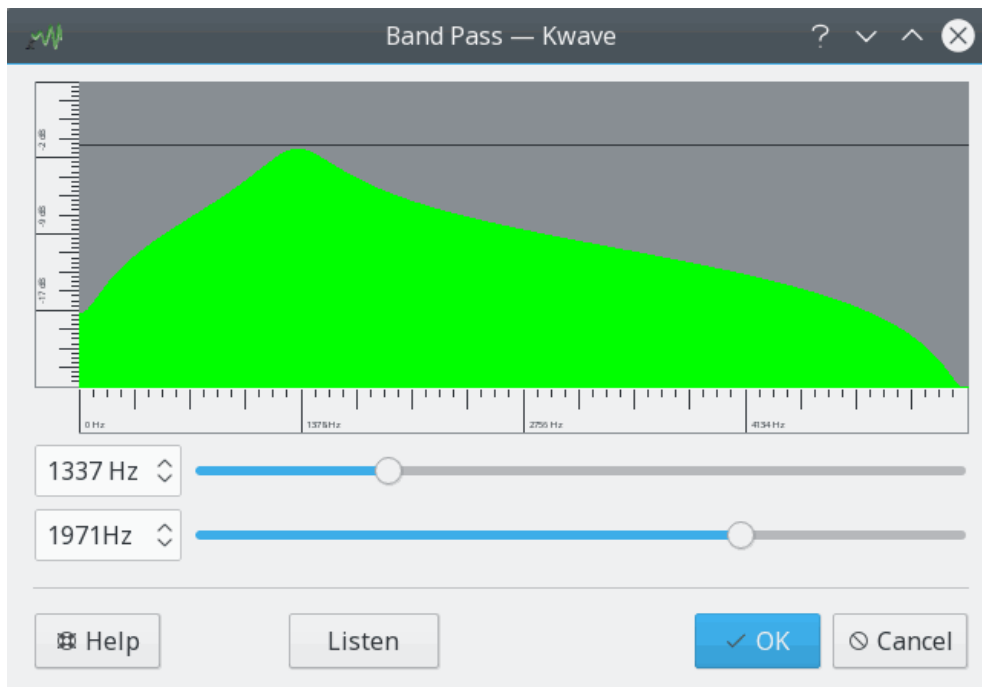 Band Pass — Kwave
-2 dB
-9 dB
-17 dB
0 Hz
1378Hz
2756 Hz
4134 Hz
1337 Hz
1971Hz
Help
Listen
OK
Cancel